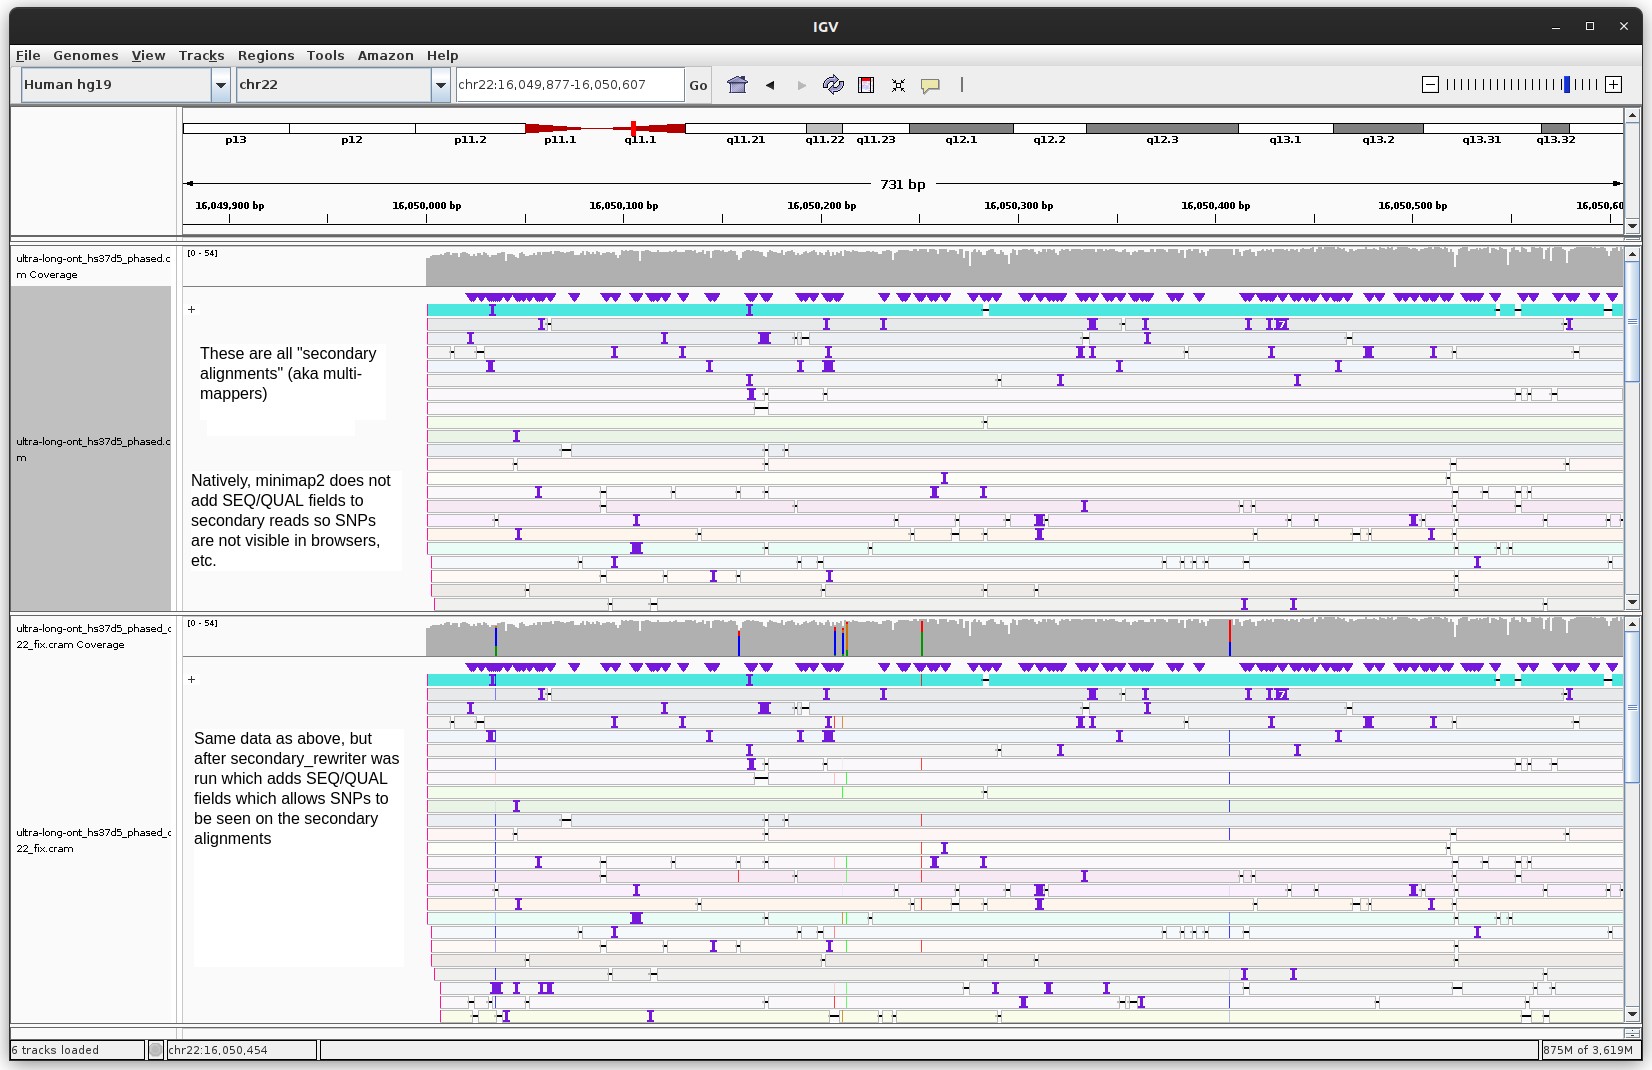 IGV
File Genomes View Tracks Regions Tools Amazon Help
Human hg19 chr22 chr22:16,049,877-16,050,607 Go
p13 p12 p11.2 p11.1 q11.1 q11.21 q11.22 q11.23 q12.1 q12.2 q12.3 q13.1 q13.2 q13.31 q13.32
731 bp
16,049,900 bp 16,050,000 bp 16,050,100 bp 16,050,200 bp 16,050,300 bp 16,050,400 bp 16,050,500 bp 16,050,60
ultra-long-ont_hs37d5_phased.c
m Coverage
[0 - 54]
+
7
These are all "secondary
alignments" (aka multi-
mappers)
ultra-long-ont_hs37d5_phased.c
m
Natively, minimap2 does not
add SEQ/QUAL fields to
secondary reads so SNPs
are not visible in browsers,
etc.
ultra-long-ont_hs37d5_phased_c
22_fix.cram Coverage
[0 - 54]
+
7
Same data as above, but
after secondary_rewriter was
run which adds SEQ/QUAL
fields which allows SNPs to
be seen on the secondary
alignments
ultra-long-ont_hs37d5_phased_c
22_fix.cram
6 tracks loaded chr22:16,050,454 875M of 3,619M